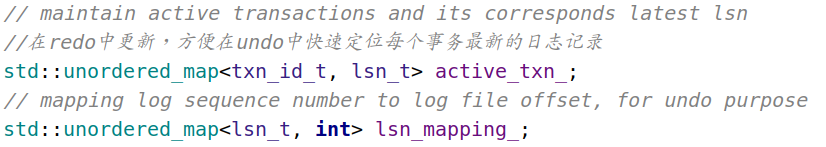 // maintain active transactions and its corresponds latest lsn
//在redo中更新，方便在undo中快速定位每个事务最新的日志记录
std::unordered_map<txn_id_t, lsn_t> active_txn_;
// mapping log sequence number to log file offset, for undo purpose
std::unordered_map<lsn_t, int> lsn_mapping_;